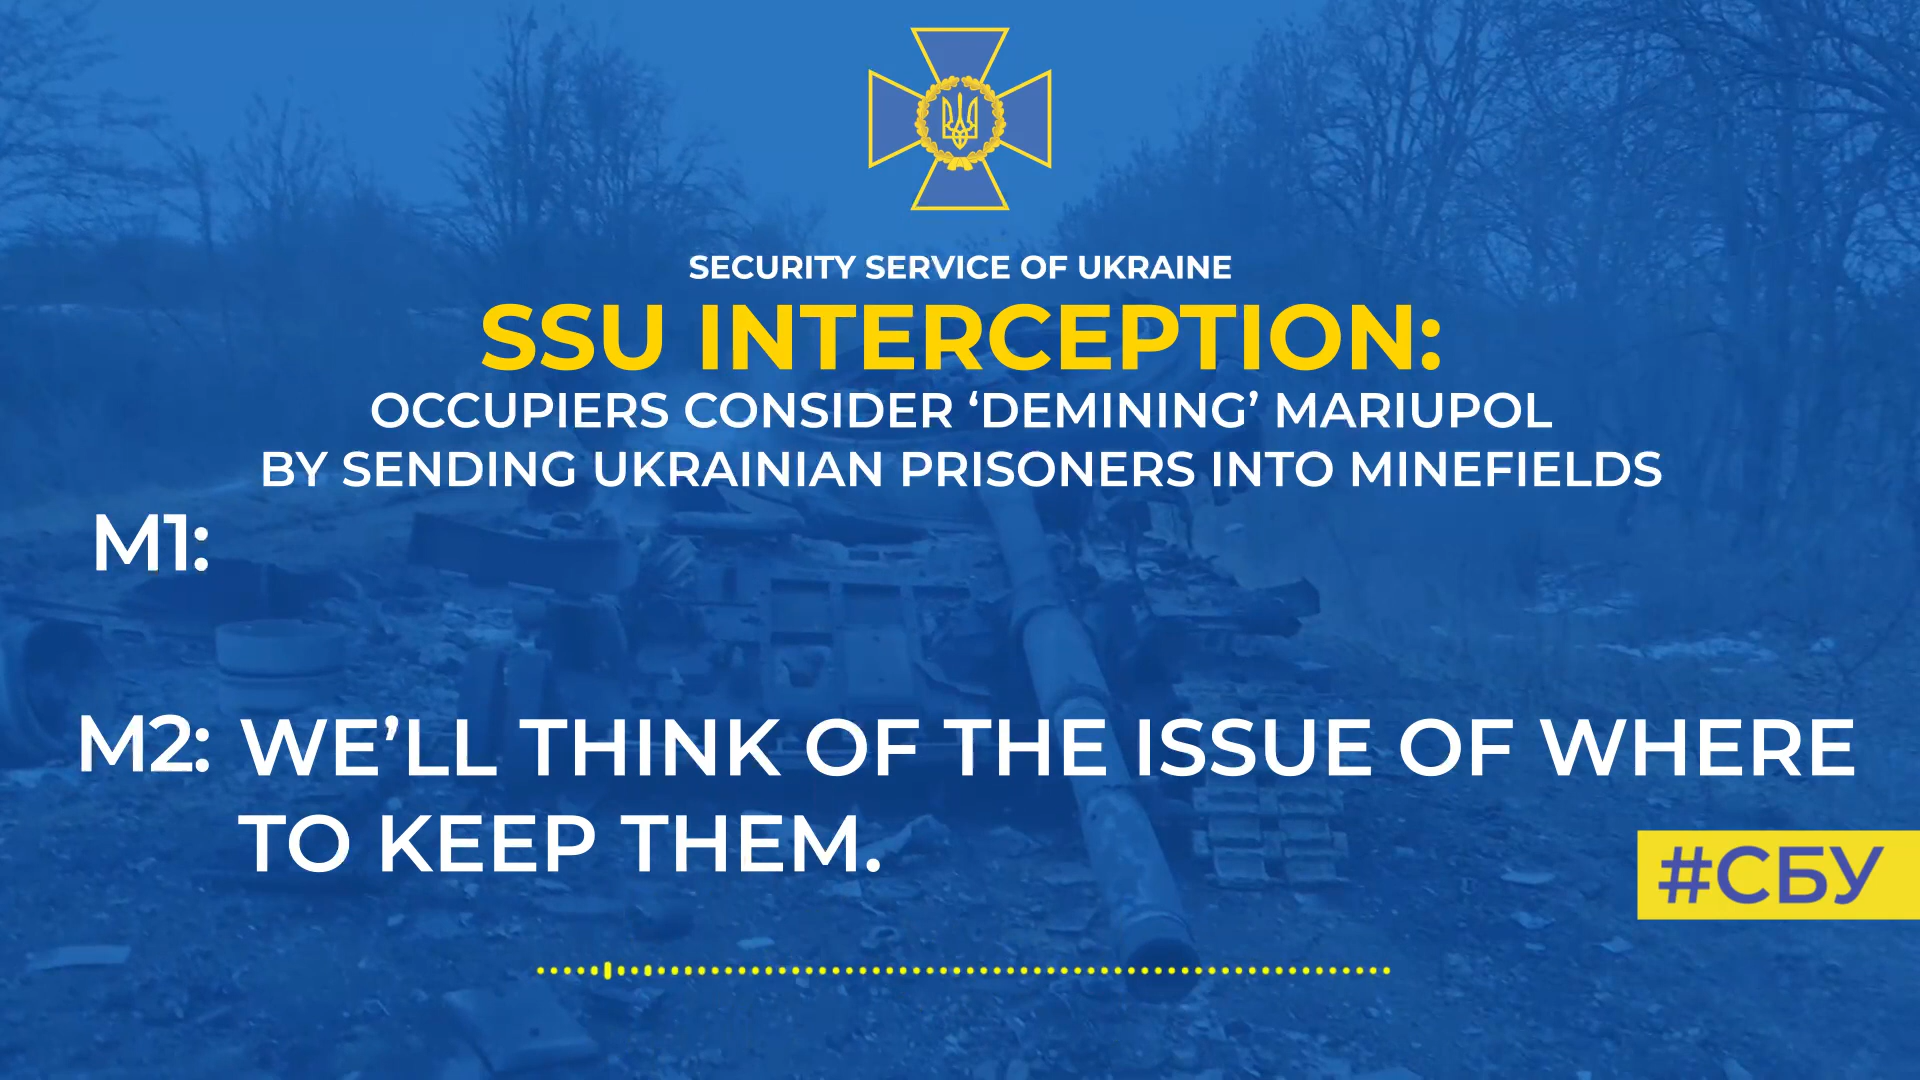 SECURITY SERVICE OF UKRAINE
SSU INTERCEPTION:
OCCUPIERS CONSIDER ‘DEMINING’ MARIUPOL
BY SENDING UKRAINIAN PRISONERS INTO MINEFIELDS
M1:
M2: WE’LL THINK OF THE ISSUE OF WHERE
TO KEEP THEM.
#СБУ